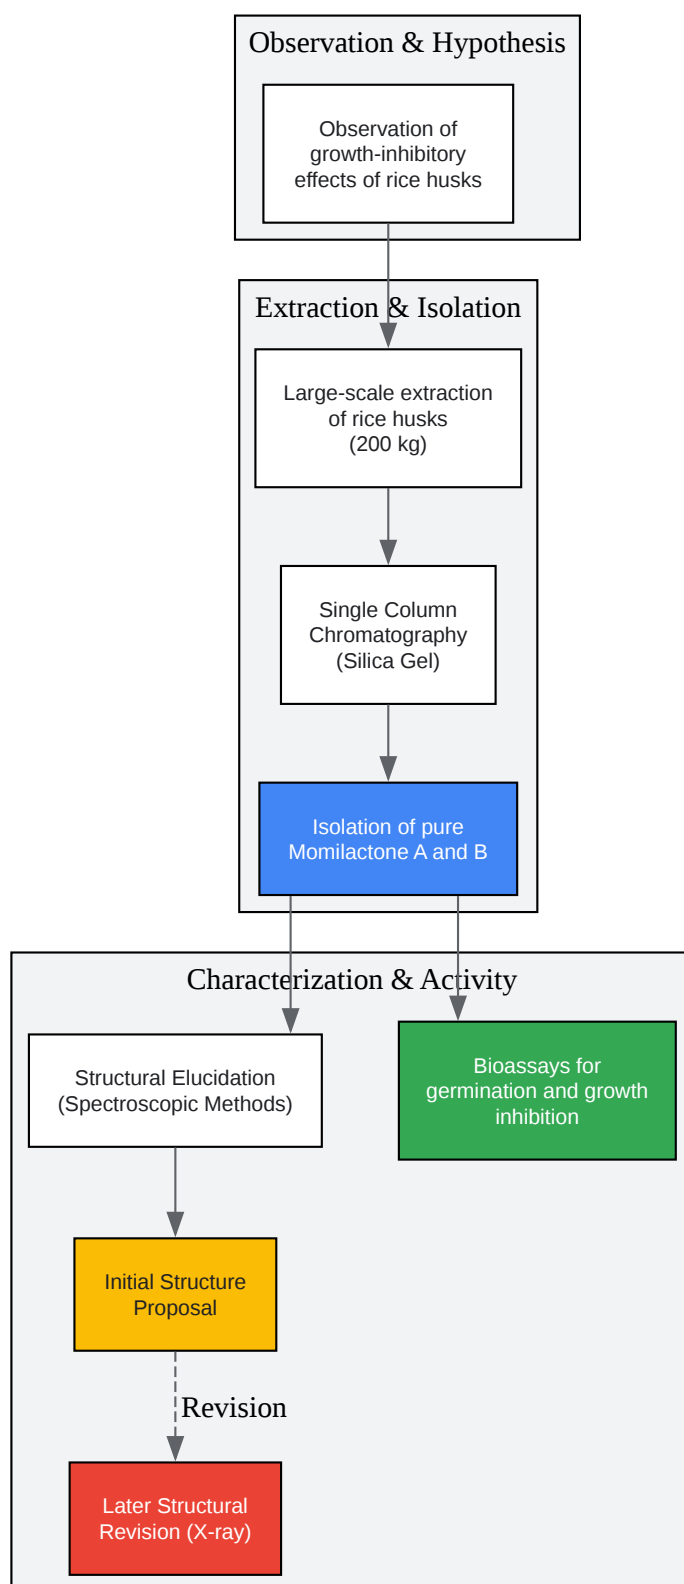 Observation & Hypothesis
Observation of
growth-inhibitory
effects of rice husks
Extraction & Isolation
Large-scale extraction
of rice husks
(200 kg)
Single Column
Chromatography
(Silica Gel)
Isolation of pure
Momilactone A and B
Characterization & Activity
Structural Elucidation
(Spectroscopic Methods)
Bioassays for
germination and growth
inhibition
Initial Structure
Proposal
Revision
Later Structural
Revision (X-ray)